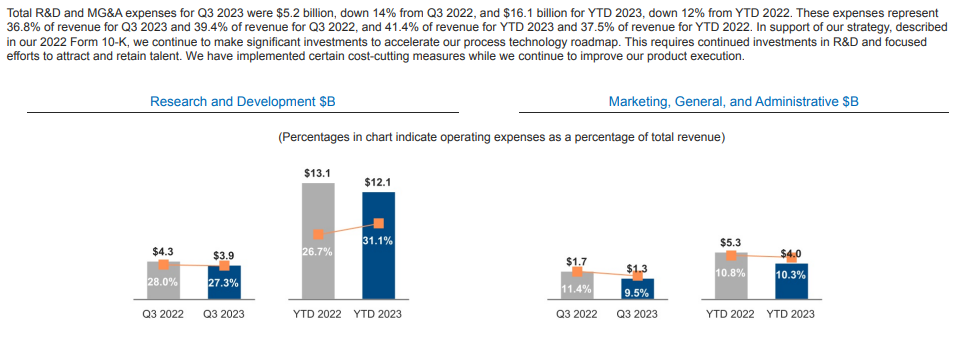 Total R&D and MG&A expenses for Q3 2023 were $5.2 billion, down 14% from Q3 2022, and $16.1 billion for YTD 2023, down 12% from YTD 2022. These expenses represent
36.8% of revenue for Q3 2023 and 39.4% of revenue for Q3 2022, and 41.4% of revenue for YTD 2023 and 37.5% of revenue for YTD 2022. In support of our strategy, described
in our 2022 Form 10-K, we continue to make significant investments to accelerate our process technology roadmap. This requires continued investments in R&D and focused
efforts to attract and retain talent. We have implemented certain cost-cutting measures while we continue to improve our product execution.
Research and Development $B
Marketing, General, and Administrative $B
(Percentages in chart indicate operating expenses as a percentage of total revenue)
$4.3
$3.9
$13.1
$12.1
28.0%
27.3%
26.7%
31.1%
Q3 2022
Q3 2023
YTD 2022
YTD 2023
$1.7
$1.3
$5.3
$4.0
11.4%
9.5%
10.8%
10.3%
Q3 2022
Q3 2023
YTD 2022
YTD 2023